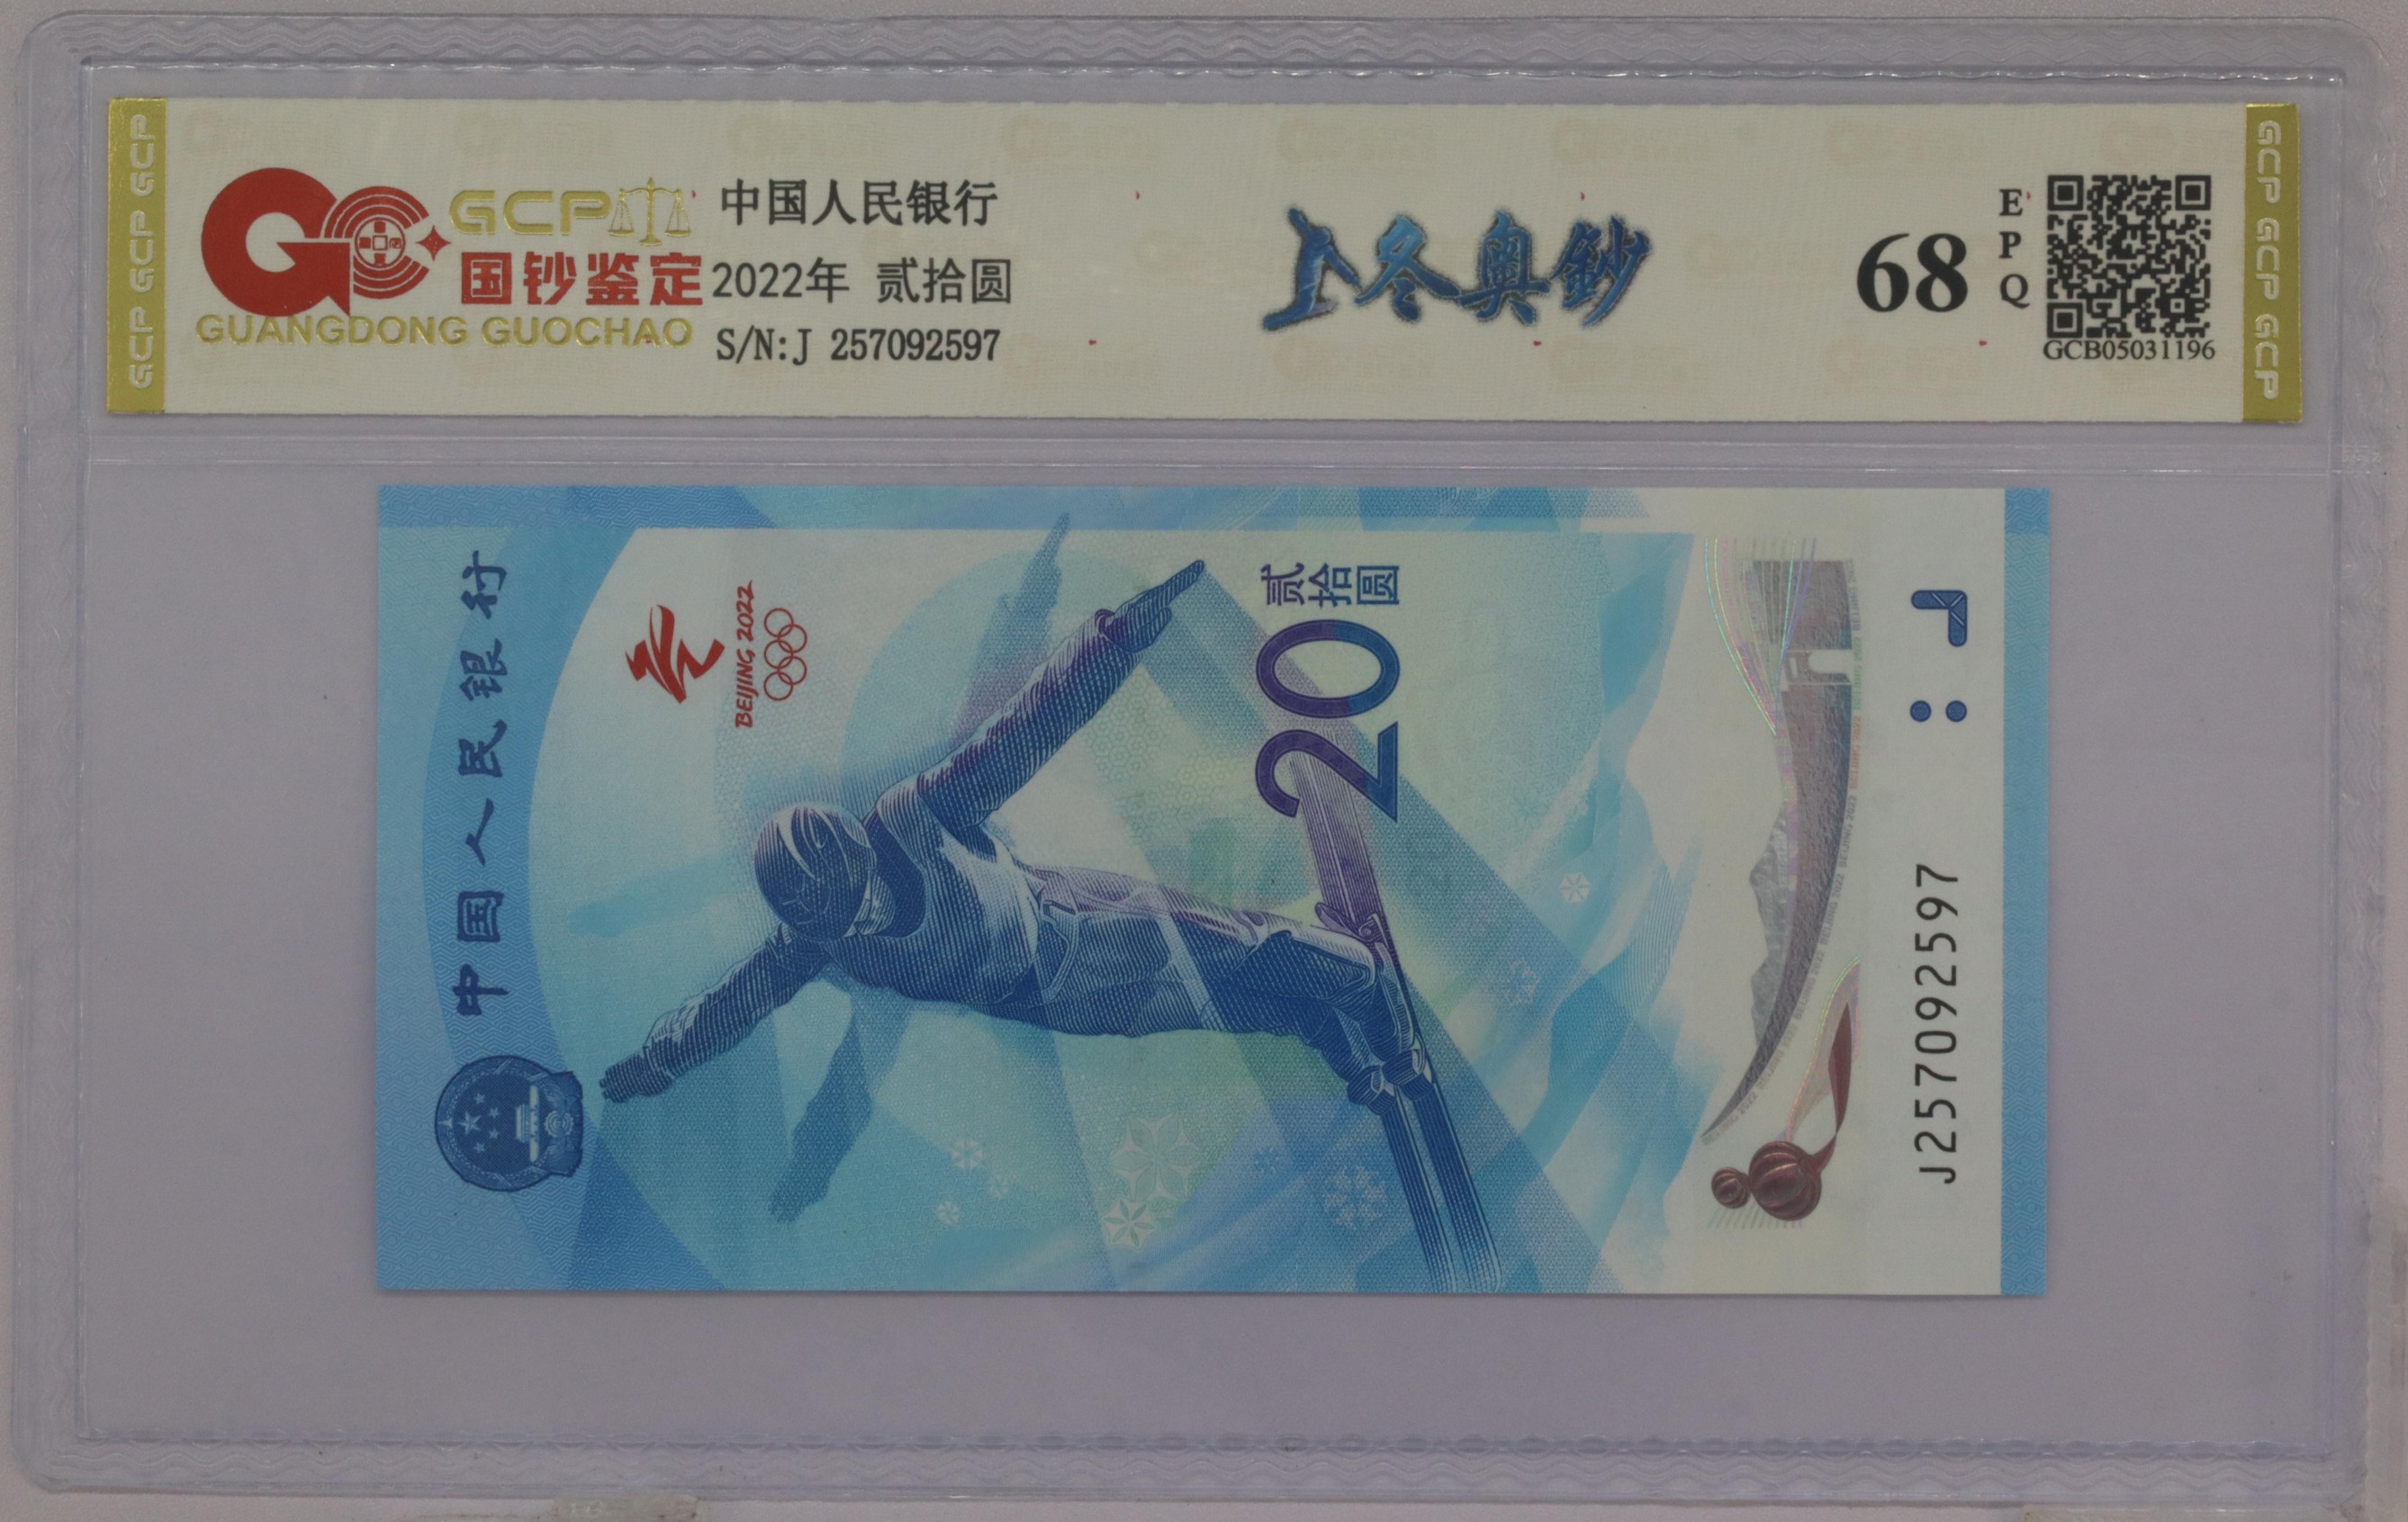 GCP GCP GCP
GCP
国钞鉴定
GUANGDONG GUOCHAO
中国人民银行
2022年 贰拾圆
S/N:J 257092597
冬奥鈔
68
EPQ
GCB05031196
GCP GCP GCP
中国人民银行
BEIJING 2022
贰拾圆
20
J257092597